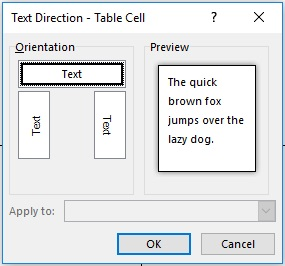 Text Direction - Table Cell ? ×
Orientation
Text
Text
Text
Preview
The quick
brown fox
jumps over the
lazy dog.
Apply to:
OK
Cancel